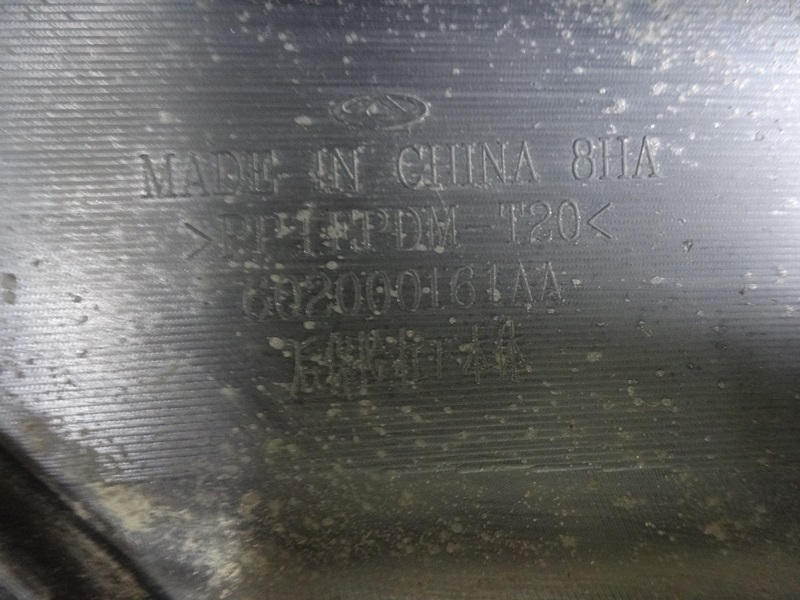 MADE IN CHINA 8HA
>PP+EPDM-T20<
602000161AA